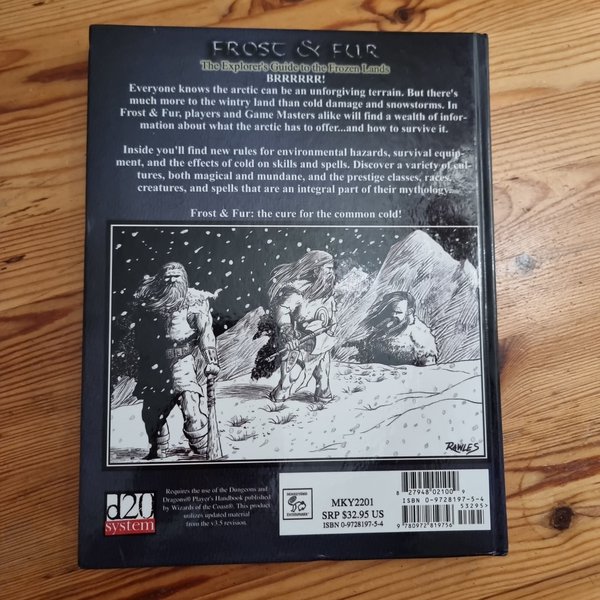 FROST & FUR
The Explorer's Guide to the Frozen Lands
BRRRRRR!
Everyone knows the arctic can be an unforgiving terrain. But there's
much more to the wintry land than cold damage and snowstorms. In
Frost & Fur, players and Game Masters alike will find a wealth of infor-
mation about what the arctic has to offer...and how to survive it.
Inside you'll find new rules for environmental hazards, survival equip-
ment, and the effects of cold on skills and spells. Discover a variety of cul-
tures, both magical and mundane, and the prestige classes, races,
creatures, and spells that are an integral part of their mythology.
Frost & Fur: the cure for the common cold!
RAWLES
d20
system
Requires the use of the Dungeons and
Dragons® Player's Handbook published
by Wizards of the Coast®. This product
utilizes updated material
from the v3.5 revision.
MKY2201
SRP $32.95 US
ISBN 0-9728197-5-4
8 27948 02100 9
ISBN 0-9728197-5-4
53295>
9 780972 819756